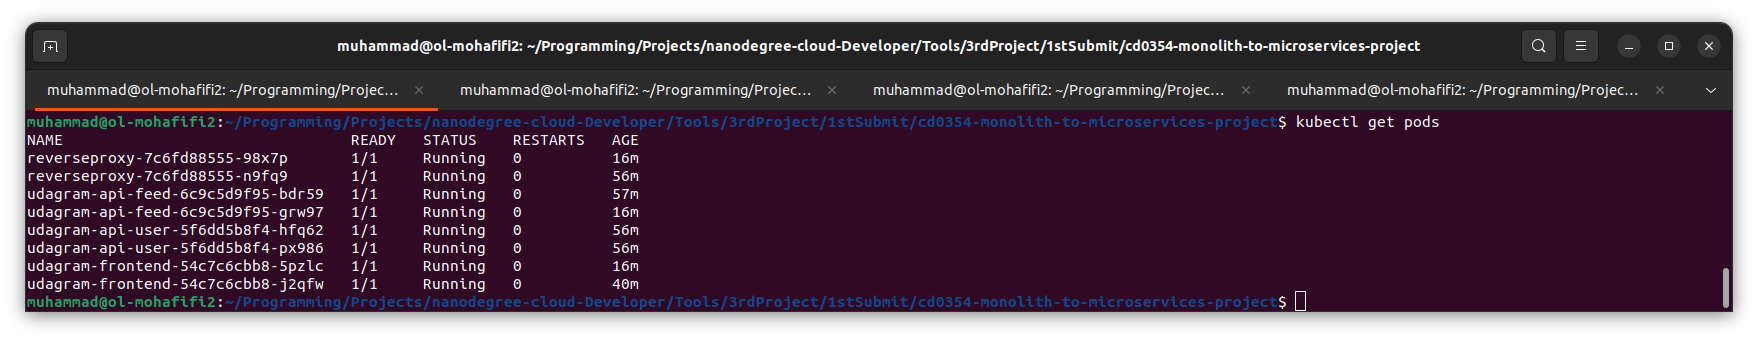 muhammad@ol-mohafifi2: ~/Programming/Projects/nanodegree-cloud-Developer/Tools/3rdProject/1stSubmit/cd0354-monolith-to-microservices-project
muhammad@ol-mohafifi2: ~/Programming/Projec... × muhammad@ol-mohafifi2: ~/Programming/Projec... × muhammad@ol-mohafifi2: ~/Programming/Projec... × muhammad@ol-mohafifi2: ~/Programming/Projec... ×
muhammad@ol-mohafifi2:~/Programming/Projects/nanodegree-cloud-Developer/Tools/3rdProject/1stSubmit/cd0354-monolith-to-microservices-project$ kubectl get pods
NAME READY STATUS RESTARTS AGE
reverseproxy-7c6fd88555-98x7p 1/1 Running 0 16m
reverseproxy-7c6fd88555-n9fq9 1/1 Running 0 56m
udagram-api-feed-6c9c5d9f95-bdr59 1/1 Running 0 57m
udagram-api-feed-6c9c5d9f95-grw97 1/1 Running 0 16m
udagram-api-user-5f6dd5b8f4-hfq62 1/1 Running 0 56m
udagram-api-user-5f6dd5b8f4-px986 1/1 Running 0 56m
udagram-frontend-54c7c6cbb8-5pzlc 1/1 Running 0 16m
udagram-frontend-54c7c6cbb8-j2qfw 1/1 Running 0 40m
muhammad@ol-mohafifi2:~/Programming/Projects/nanodegree-cloud-Developer/Tools/3rdProject/1stSubmit/cd0354-monolith-to-microservices-project$